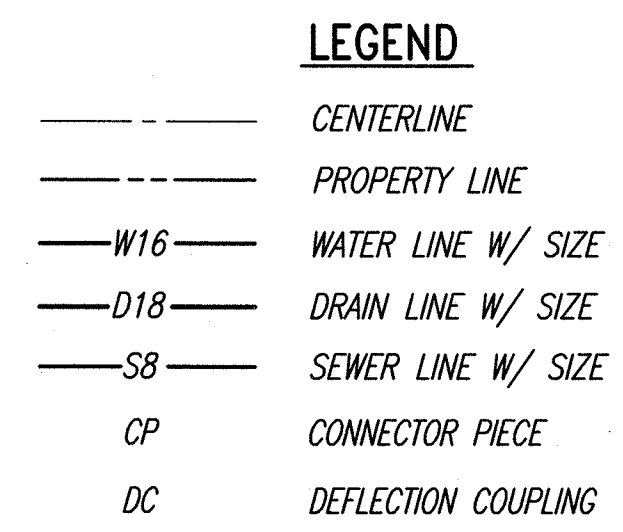 LEGEND
CENTERLINE
PROPERTY LINE
W16 WATER LINE W/ SIZE
D18 DRAIN LINE W/ SIZE
S8 SEWER LINE W/ SIZE
CP CONNECTOR PIECE
DC DEFLECTION COUPLING